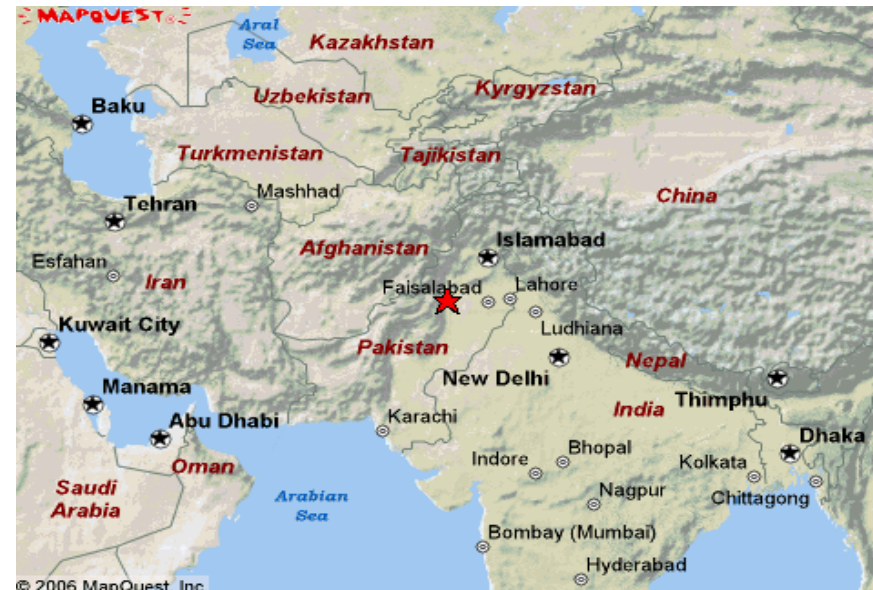 MAPQUEST
Aral
Sea
Kazakhstan
Uzbekistan
Kyrgyzstan
Baku
Turkmenistan
Tajikistan
Mashhad
China
Tehran
Afghanistan
Islamabad
Esfahan
Iran
Faisalabad
Lahore
Kuwait City
Ludhiana
Pakistan
Nepal
New Delhi
Manama
Thimphu
India
Abu Dhabi
Karachi
Dhaka
Oman
Indore
Bhopal
Kolkata
Saudi
Arabia
Arabian
Sea
Nagpur
Chittagong
Bombay (Mumbai)
Hyderabad
© 2006 MapQuest, Inc